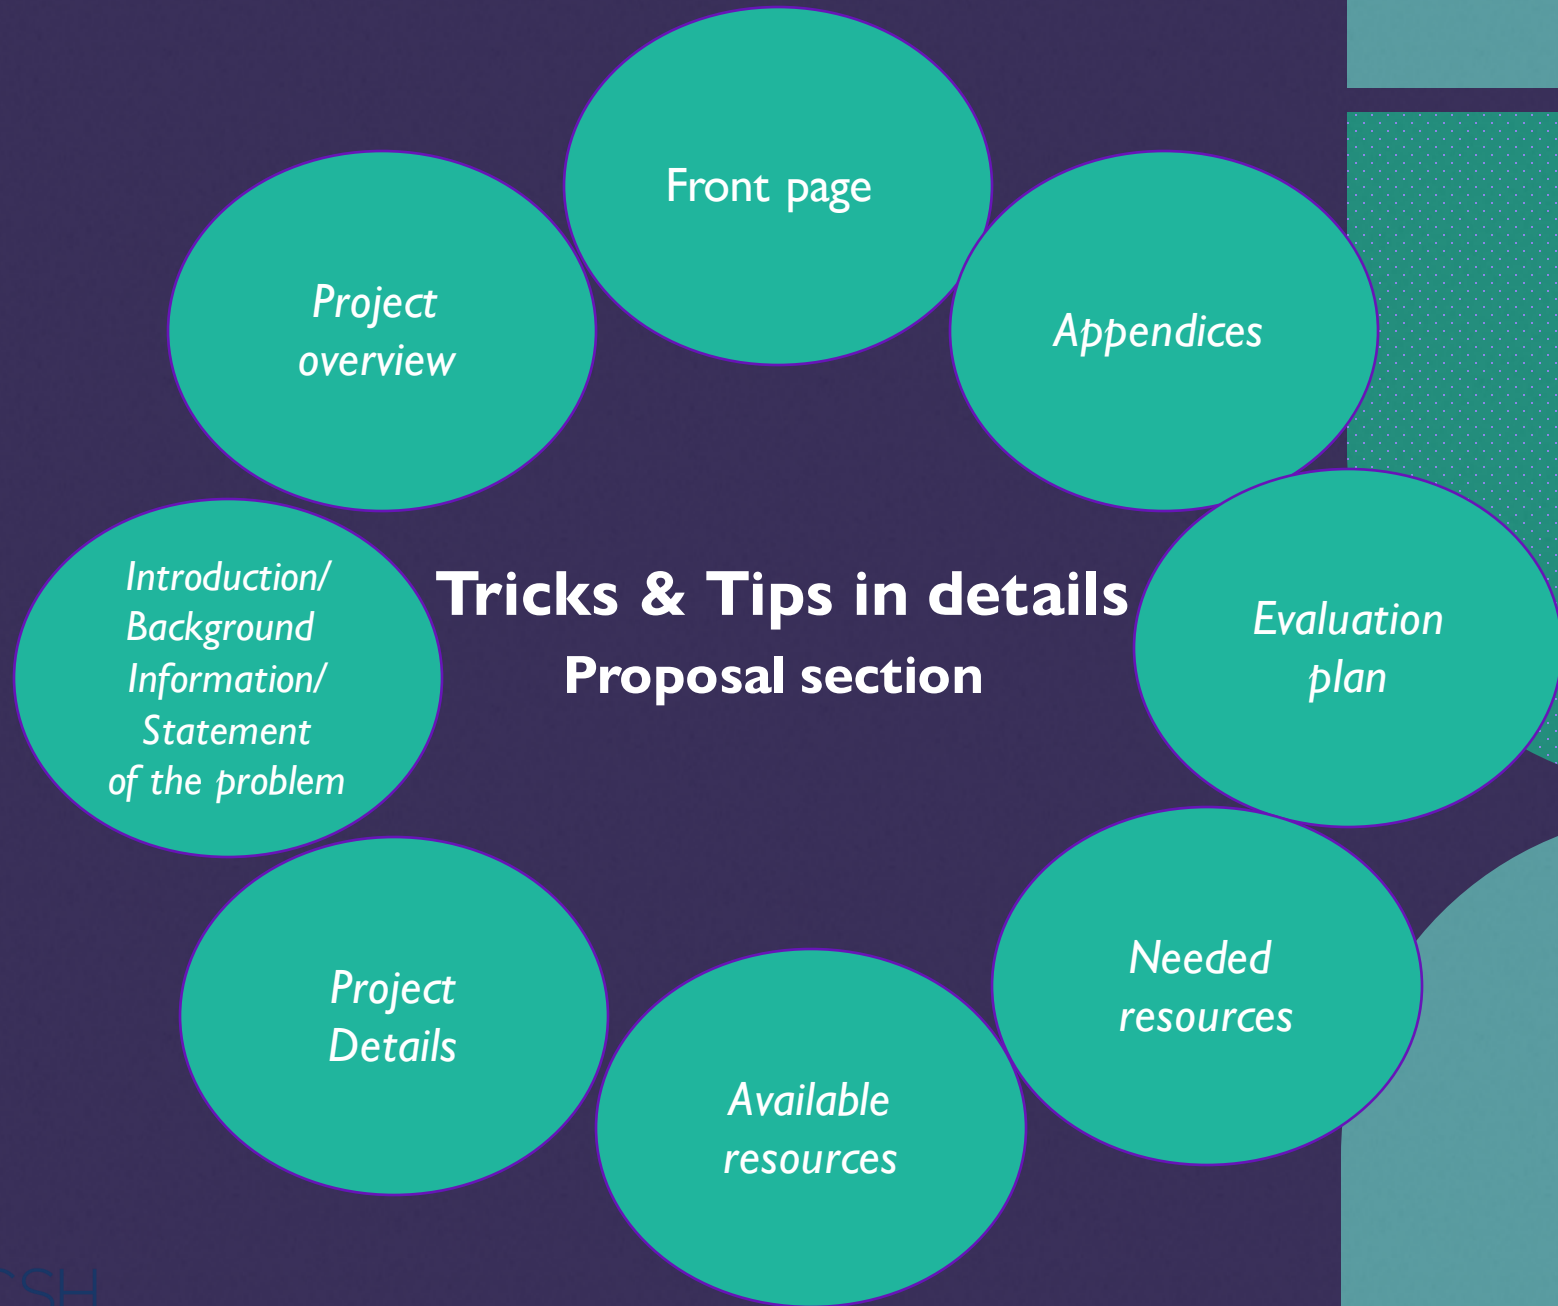 Front page
Project
overview
Appendices
Introduction/
Background
Information/
Statement
of the problem
Tricks & Tips in details
Proposal section
Evaluation
plan
Project
Details
Needed
resources
Available
resources